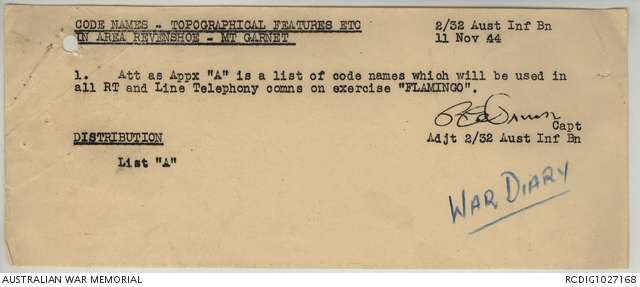 CODE NAMES - TOPOGRAPHICAL FEATURES ETC
IN AREA REVENSHOE - MT GARNET
2/32 Aust Inf Bn
11 Nov 44
1. Att as Appx "A" is a list of code names which will be used in
all RT and Line Telephony comns on exercise "FLAMINGO".
Capt
Adjt 2/32 Aust Inf Bn
DISTRIBUTION
List "A"
WAR DIARY
AUSTRALIAN WAR MEMORIAL
RCDIG1027168